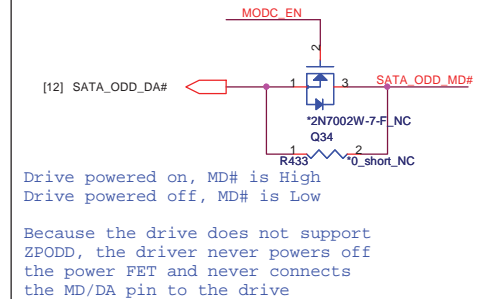 MODC_EN
2
[12] SATA_ODD_DA#
1
3
SATA_ODD_MD#
*2N7002W-7-F_NC
Q34
1
2
R433
*0_short_NC
Drive powered on, MD# is High
Drive powered off, MD# is Low
Because the drive does not support
ZPODD, the driver never powers off
the power FET and never connects
the MD/DA pin to the drive